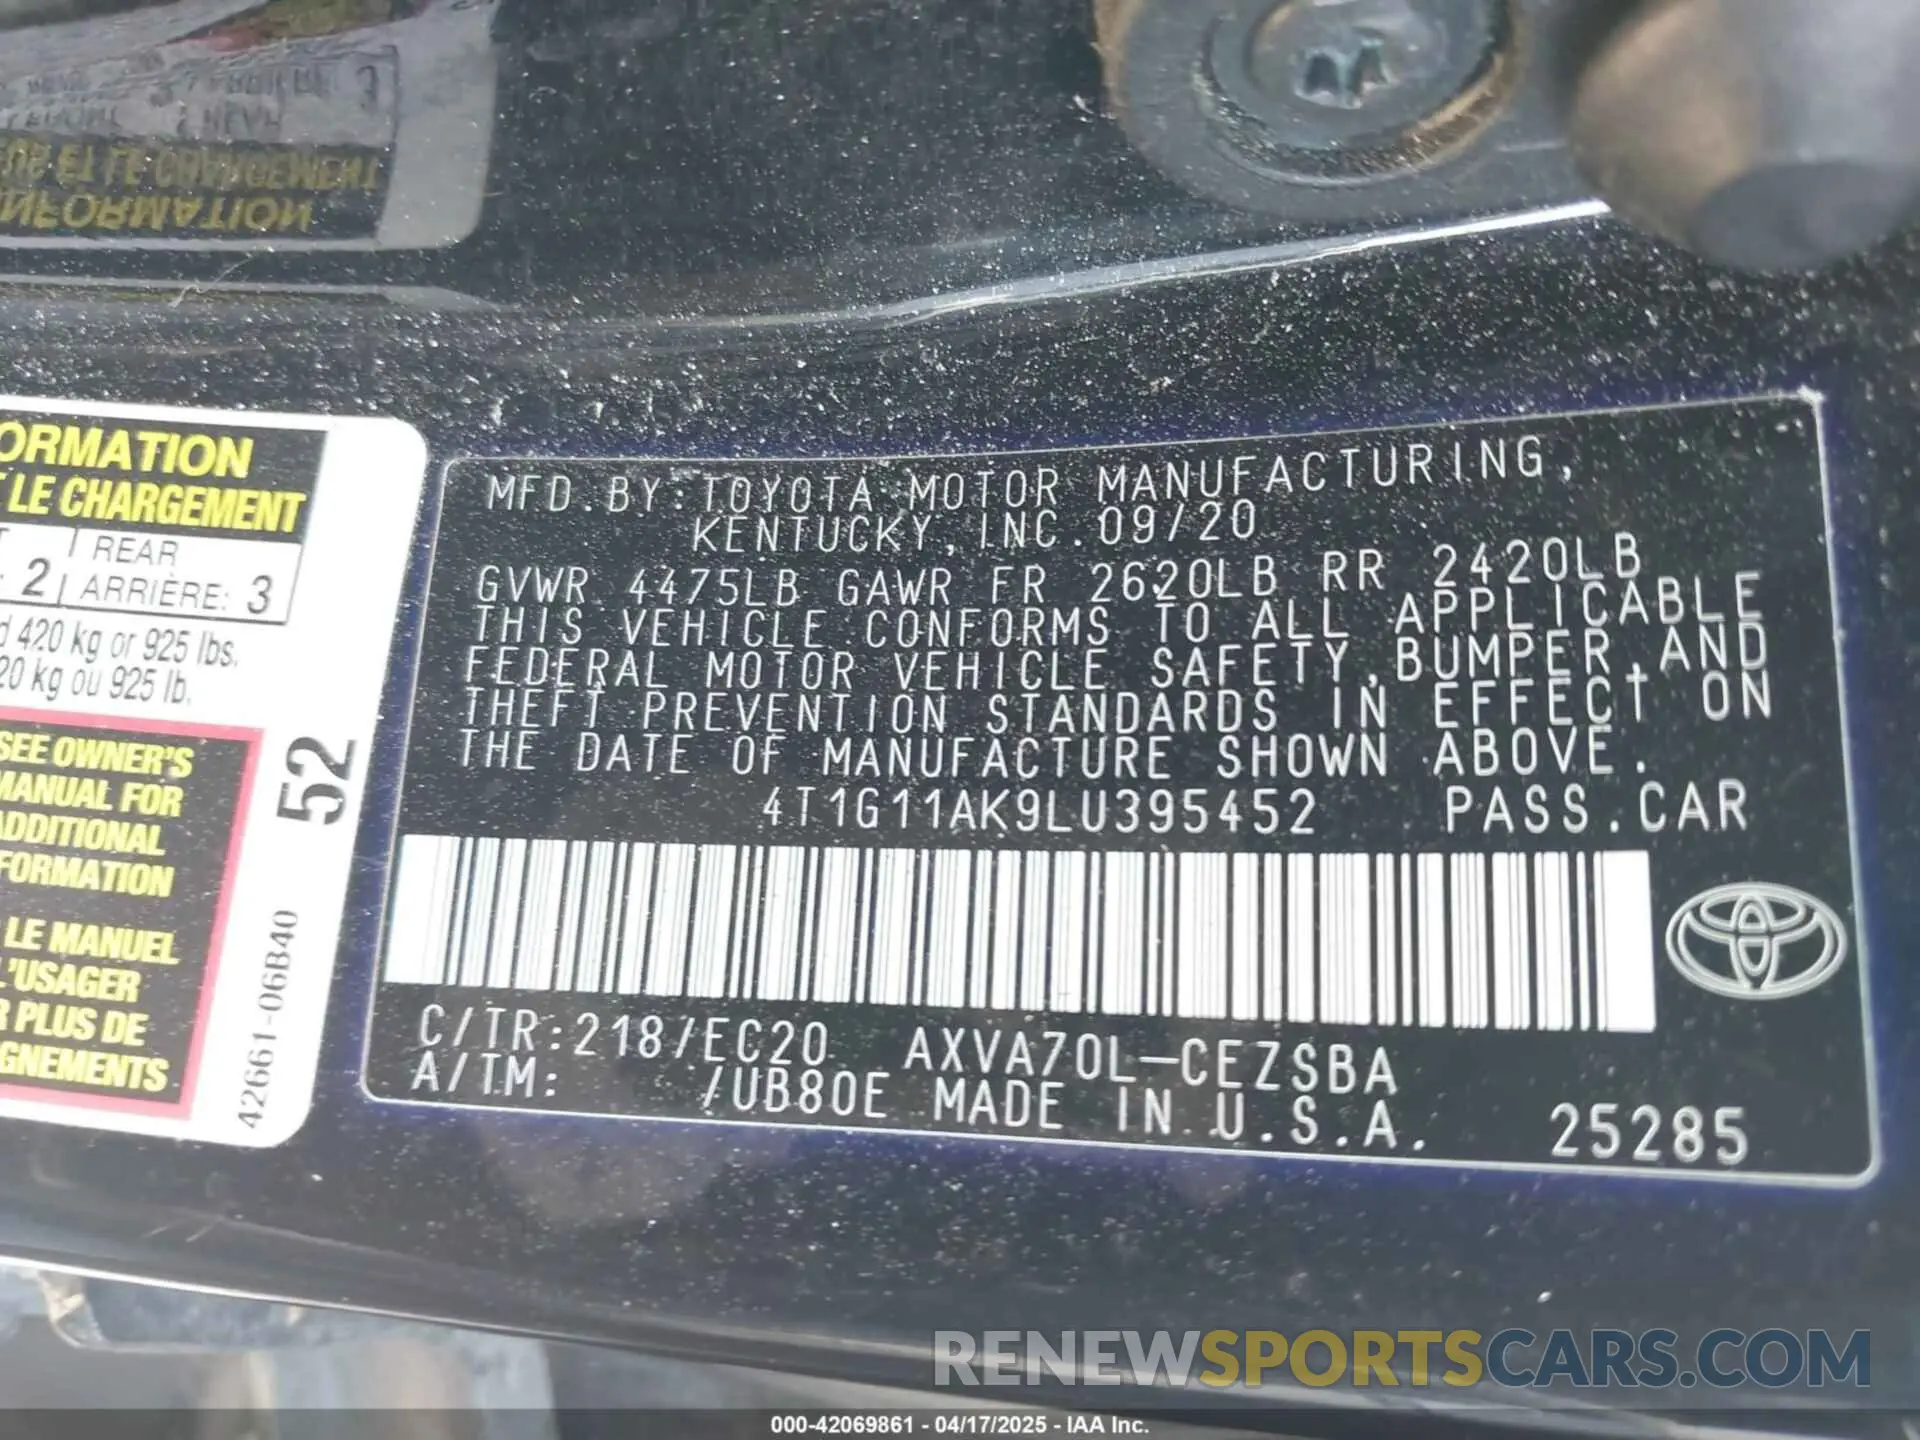 ORMATION
LE CHARGEMENT
2 REAR
ARRIÈRE: 3
420 kg or 925 lbs.
20 kg ou 925 lb.
SEE OWNER'S
MANUAL FOR
ADDITIONAL
FORMATION
LE MANUEL
L'USAGER
R PLUS DE
GNEMENTS
52
42661-06B40
MFD.BY:TOYOTA MOTOR MANUFACTURING,
KENTUCKY, INC. 09/20
GVWR 4475LB GAWR FR 2620LB RR 2420LB
THIS VEHICLE CONFORMS TO ALL APPLICABLE
FEDERAL MOTOR VEHICLE SAFETY,BUMPER,AND
THEFT PREVENTION STANDARDS IN EFFECT ON
THE DATE OF MANUFACTURE SHOWN ABOVE.
4T1G11AK9LU395452 PASS.CAR
C/TR:218/EC20 AXVA70L-CEZSBA
A/TM: /UB80E MADE IN U.S.A. 25285
RENEWSPORTSCARS.COM
000-42069861 - 04/17/2025 - IAA Inc.